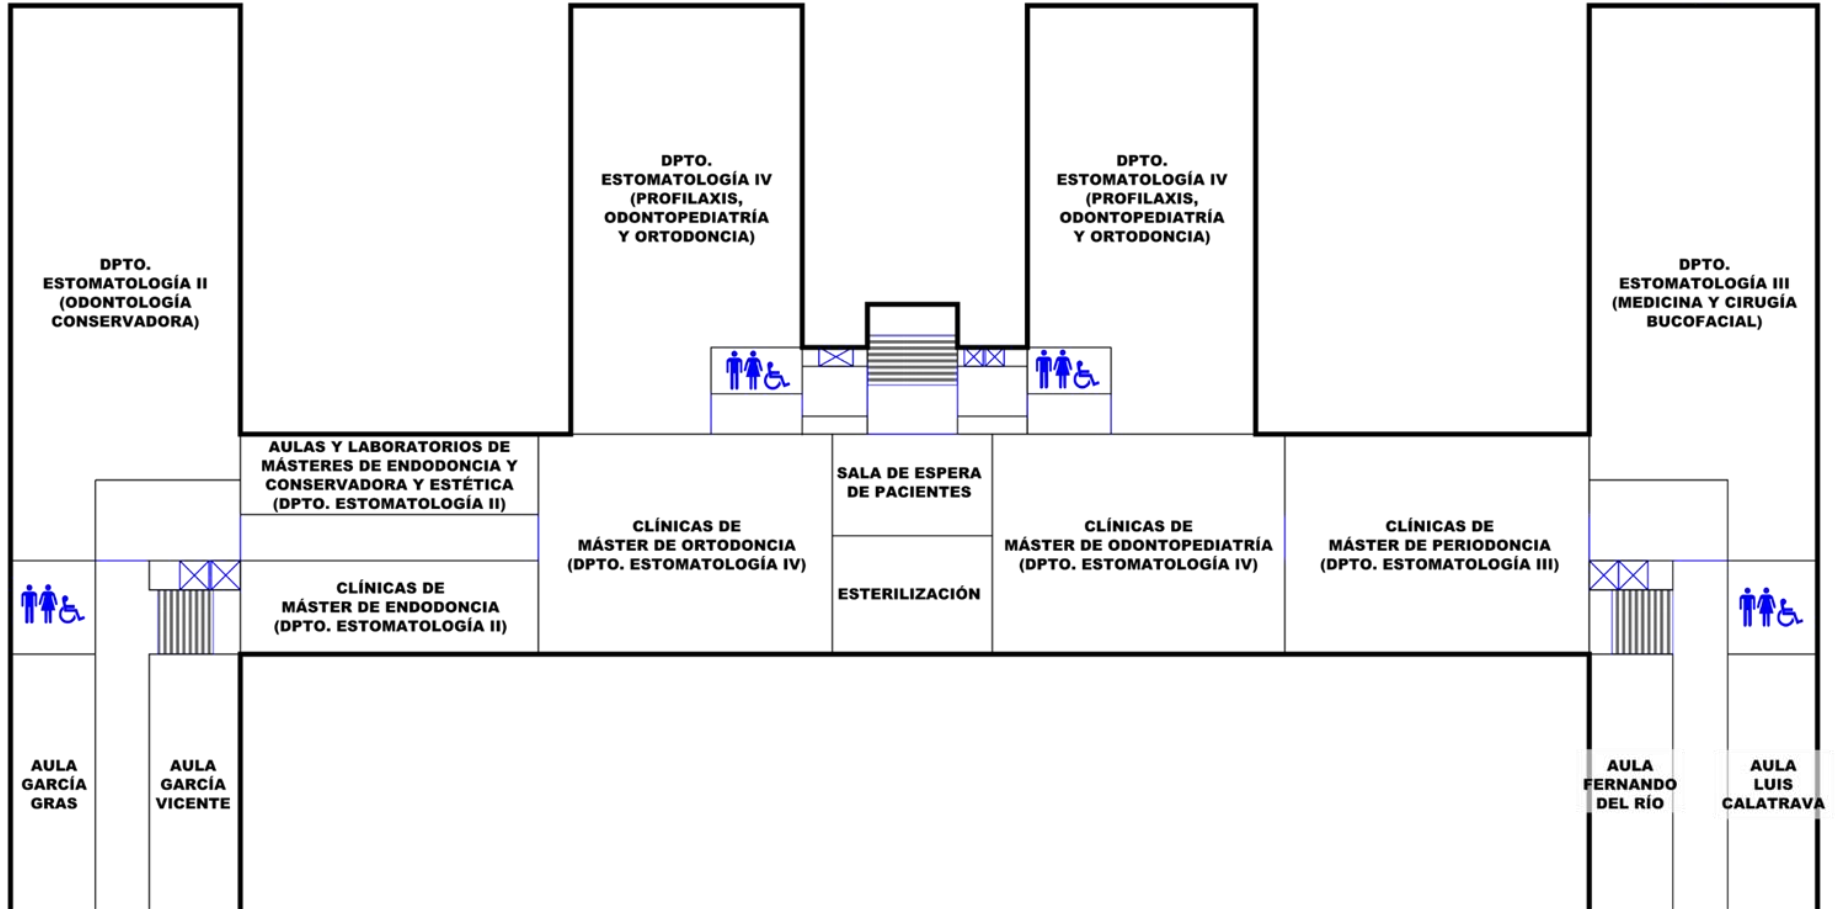 DPTO.
ESTOMATOLOGÍA IV
(PROFILAXIS,
ODONTOPEDIATRÍA
Y ORTODONCIA)
DPTO.
ESTOMATOLOGÍA IV
(PROFILAXIS,
ODONTOPEDIATRÍA
Y ORTODONCIA)
DPTO.
ESTOMATOLOGÍA II
(ODONTOLOGÍA
CONSERVADORA)
DPTO.
ESTOMATOLOGÍA III
(MEDICINA Y CIRUGÍA
BUCOFACIAL)
AULAS Y LABORATORIOS DE
MÁSTERES DE ENDODONCIA Y
CONSERVADORA Y ESTÉTICA
(DPTO. ESTOMATOLOGÍA II)
SALA DE ESPERA
DE PACIENTES
CLÍNICAS DE
MÁSTER DE ORTODONCIA
(DPTO. ESTOMATOLOGÍA IV)
CLÍNICAS DE
MÁSTER DE ODONTOPEDIATRÍA
(DPTO. ESTOMATOLOGÍA IV)
CLÍNICAS DE
MÁSTER DE PERIODONCIA
(DPTO. ESTOMATOLOGÍA III)
CLÍNICAS DE
MÁSTER DE ENDODONCIA
(DPTO. ESTOMATOLOGÍA II)
ESTERILIZACIÓN
AULA
GARCÍA
GRAS
AULA
GARCÍA
VICENTE
AULA
FERNANDO
DEL RÍO
AULA
LUIS
CALATRAVA